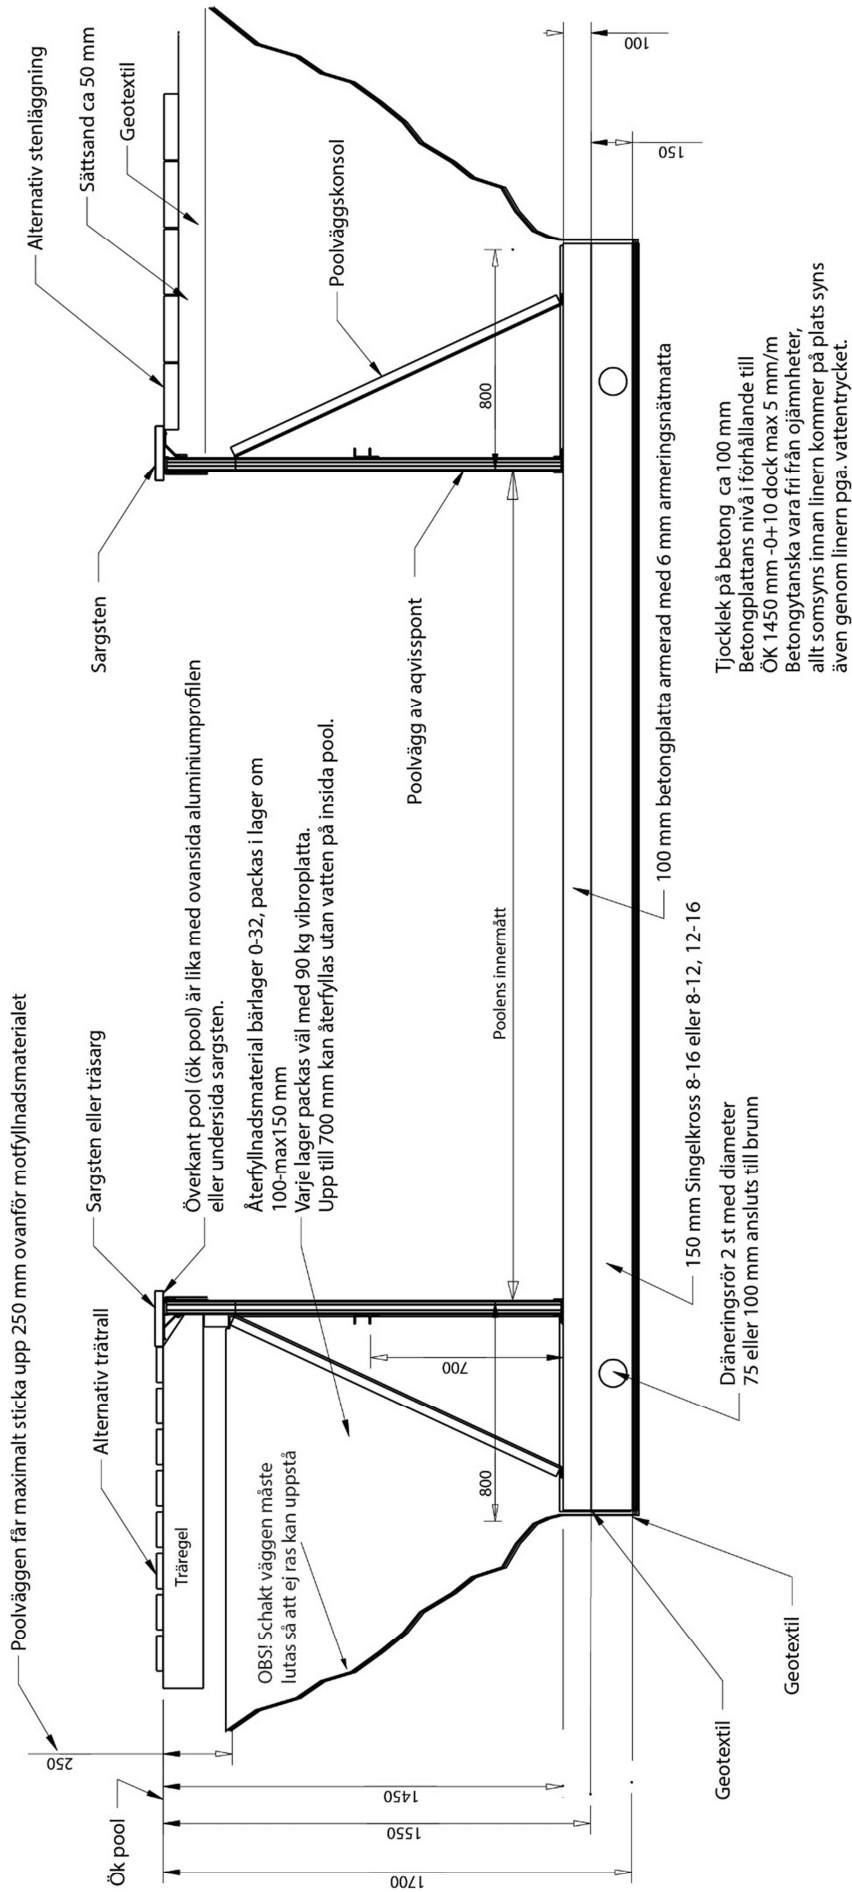 Poolväggen får maximalt sticka upp 250 mm ovanför motfyllnadsmaterialet
Alternativ stenläggning
Sättsand ca 50 mm
Geotextil
Alternativ trätrall
Sargsten eller träsarg
Sargsten
Ök pool
250
Träregel
Överkant pool (ök pool) är lika med ovansida aluminiumprofilen
eller undersida sargsten.
Återfyllnadsmaterial bärlager 0-32, packas i lager om
100-max150 mm
Varje lager packas väl med 90 kg vibroplatta.
Upp till 700 mm kan återfyllas utan vatten på insida pool.
OBS! Schakt väggen måste
lutas så att ej ras kan uppstå
Poolväggskonsol
Poolvägg av aqvisspont
700
800
800
Poolens innermått
1450
1550
1700
100
150
100 mm betongplatta armerad med 6 mm armeringsnätmatta
150 mm Singelkross 8-16 eller 8-12, 12-16
Dräneringsrör 2 st med diameter
75 eller 100 mm ansluts till brunn
Geotextil
Geotextil
Tjocklek på betong ca 100 mm
Betongplattans nivå i förhållande till
ÖK 1450 mm -0+10 dock max 5 mm/m
Betongytanska vara fri från ojämnheter,
allt somsyns innan linern kommer på plats syns
även genom linern pga. vattentrycket.